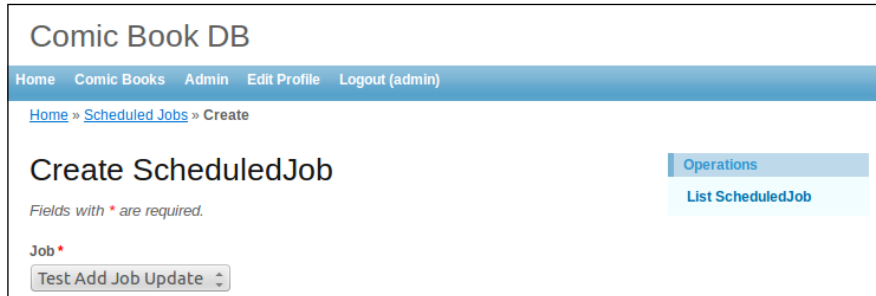 Comic Book DB
Home Comic Books Admin Edit Profile Logout (admin)
Home » Scheduled Jobs » Create
Create ScheduledJob
Fields with * are required.
Job *
Test Add Job Update
Operations
List ScheduledJob